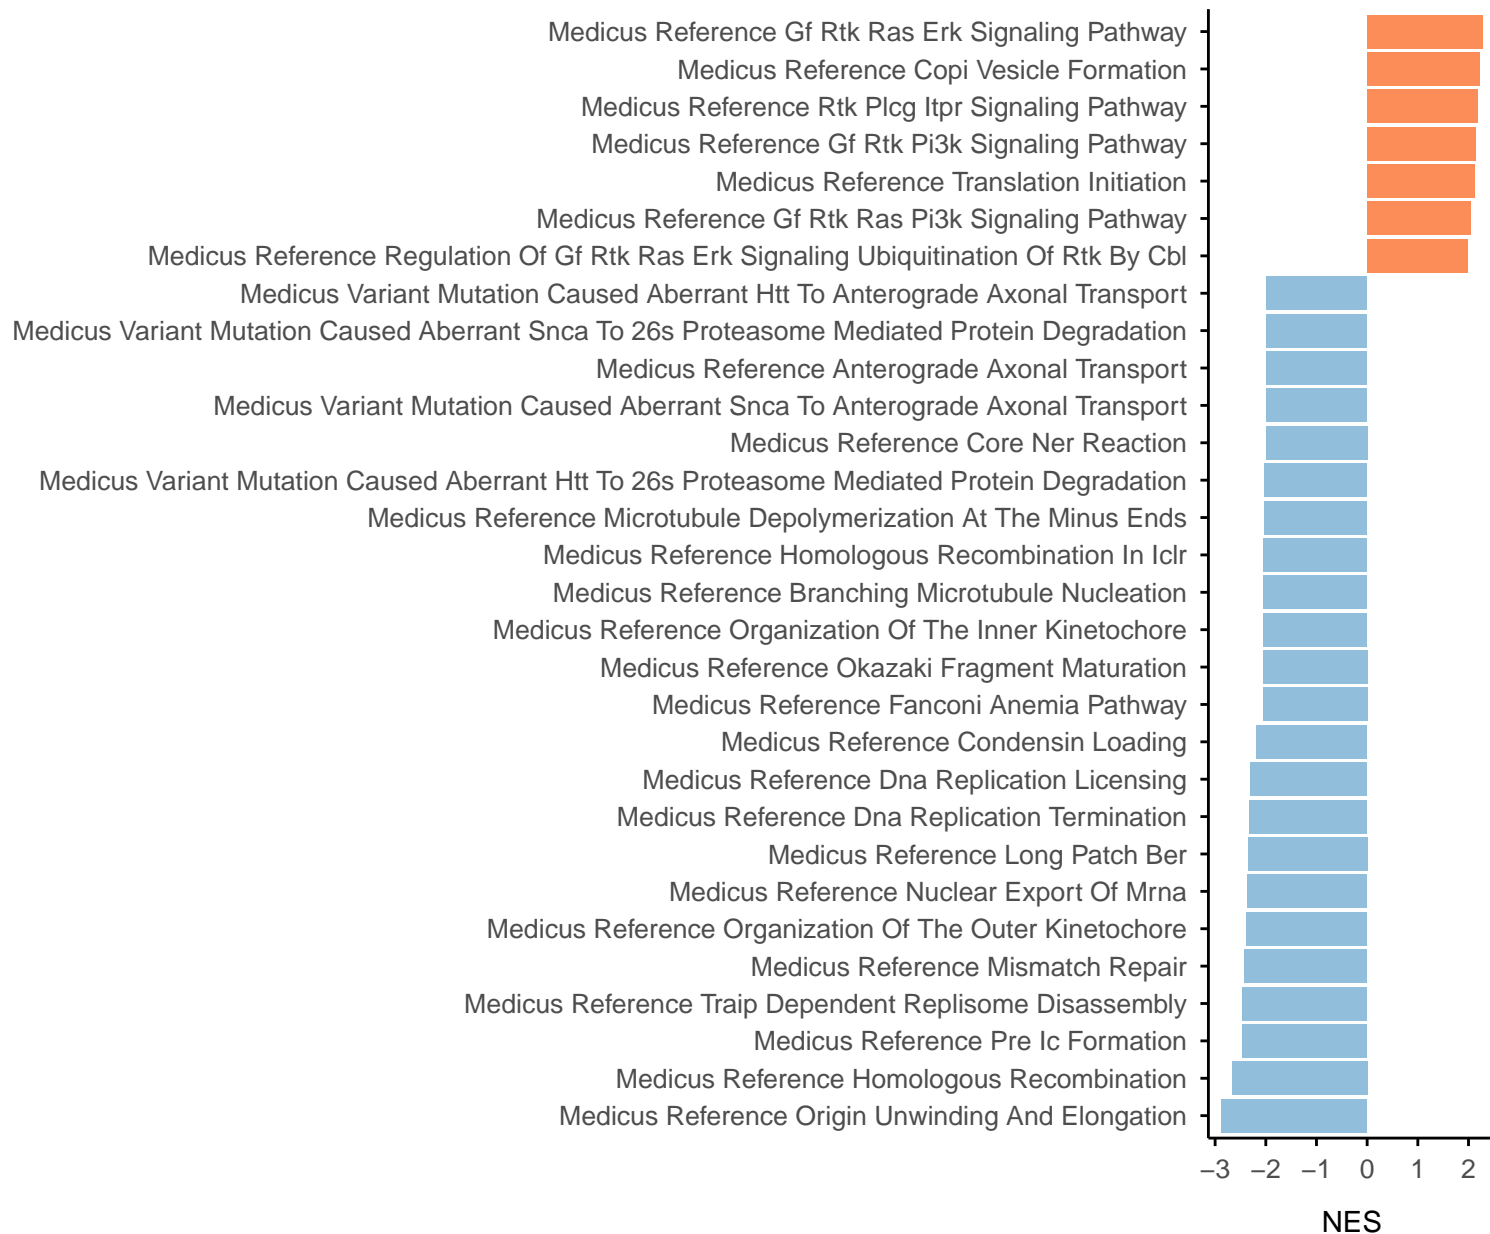 Medicus Reference Gf Rtk Ras Erk Signaling Pathway
Medicus Reference Copi Vesicle Formation
Medicus Reference Rtk Plcg Itpr Signaling Pathway
Medicus Reference Gf Rtk Pi3k Signaling Pathway
Medicus Reference Translation Initiation
Medicus Reference Gf Rtk Ras Pi3k Signaling Pathway
Medicus Reference Regulation Of Gf Rtk Ras Erk Signaling Ubiquitination Of Rtk By Cbl
Medicus Variant Mutation Caused Aberrant Htt To Anterograde Axonal Transport
Medicus Variant Mutation Caused Aberrant Snca To 26s Proteasome Mediated Protein Degradation
Medicus Reference Anterograde Axonal Transport
Medicus Variant Mutation Caused Aberrant Snca To Anterograde Axonal Transport
Medicus Reference Core Ner Reaction
Medicus Variant Mutation Caused Aberrant Htt To 26s Proteasome Mediated Protein Degradation
Medicus Reference Microtubule Depolymerization At The Minus Ends
Medicus Reference Homologous Recombination In Iclr
Medicus Reference Branching Microtubule Nucleation
Medicus Reference Organization Of The Inner Kinetochore
Medicus Reference Okazaki Fragment Maturation
Medicus Reference Fanconi Anemia Pathway
Medicus Reference Condensin Loading
Medicus Reference Dna Replication Licensing
Medicus Reference Dna Replication Termination
Medicus Reference Long Patch Ber
Medicus Reference Nuclear Export Of Mrna
Medicus Reference Organization Of The Outer Kinetochore
Medicus Reference Mismatch Repair
Medicus Reference Traip Dependent Replisome Disassembly
Medicus Reference Pre Ic Formation
Medicus Reference Homologous Recombination
Medicus Reference Origin Unwinding And Elongation
−3 −2 −1 0 1 2
NES